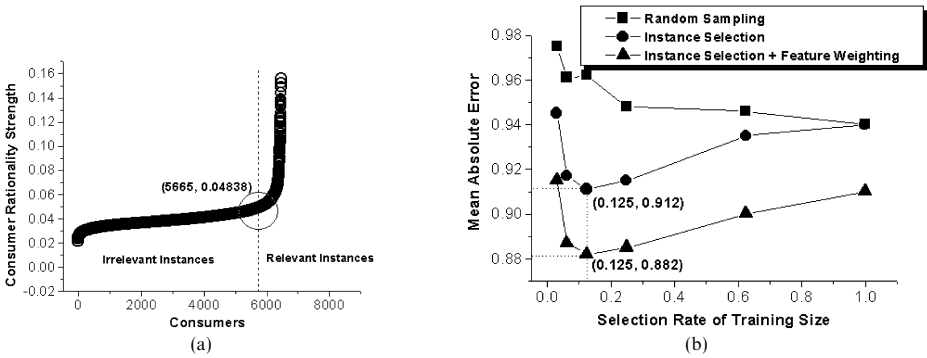 Consumer Rationality Strength
0.16
0.14
0.12
0.10
0.08
0.06
0.04
0.02
0.00
-0.02
(5665, 0.04838)
Irrelevant Instances
Relevant Instances
0 2000 4000 6000 8000
Consumers
(a)
Random Sampling
Instance Selection
Instance Selection + Feature Weighting
Mean Absolute Error
0.98
0.96
0.94
0.92
0.90
0.88
(0.125, 0.912)
(0.125, 0.882)
0.0 0.2 0.4 0.6 0.8 1.0
Selection Rate of Training Size
(b)